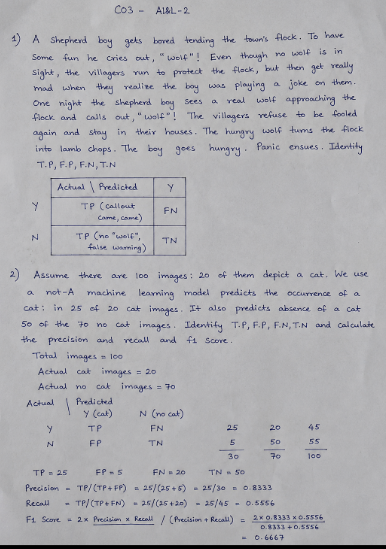 CO3 - AI&L-2
1) A Shepherd boy gets bored tending the town's flock. To have
Some fun he cries out, "wolf"! Even though no wolf is in
sight, the villagers run to protect the flock, but then get really
mad when they realize the boy was playing a joke on them.
One night the shepherd boy sees a real wolf approaching the
flock and calls out, "wolf"! The villagers refuse to be fooled
again and stay in their houses. The hungry wolf turns the flock
into lamb chops. The boy goes hungry. Panic ensues. Identify
T.P, F.P, F.N, T.N
Actual \ Predicted Y
Y TP (callout came, came) FN
N TP (no "wolf", false warning) TN
2) Assume there are 100 images: 20 of them depict a cat. We use
a not-A machine learning model predicts the occurrence of a
cat: in 25 of 20 cat images. It also predicts absence of a cat
50 of the 70 no cat images. Identify T.P, F.P, F.N, T.N and calculate
the precision and recall and f1 score.
Total images = 100
Actual cat images = 20
Actual no cat images = 70
Actual \ Predicted
Y (cat) N (no cat)
Y TP FN 25 20 45
N FP TN 5 50 55
30 70 100
TP = 25 FP = 5 FN = 20 TN = 50
Precision = TP/(TP+FP) = 25/(25+5) = 25/30 = 0.8333
Recall = TP/(TP+FN) = 25/(25+20) = 25/45 = 0.5556
F1 Score = 2× Precision × Recall / (Precision + Recall) = 2×0.8333×0.5556 / 0.8333 + 0.5556
= 0.6667